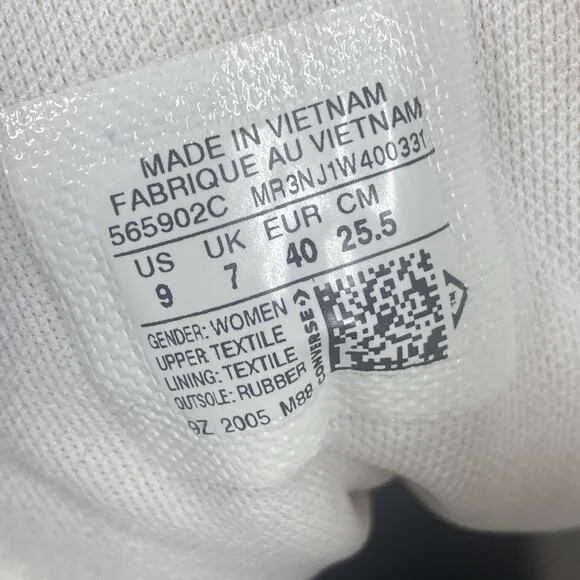 MADE IN VIETNAM
FABRIQUE AU VIETNAM
565902C MR3NJ1W400331
US UK EUR CM
9 7 40 25.5
GENDER: WOMEN
UPPER: TEXTILE
LINING: TEXTILE
OUTSOLE: RUBBER
9Z 2005 M88
CONVERSE